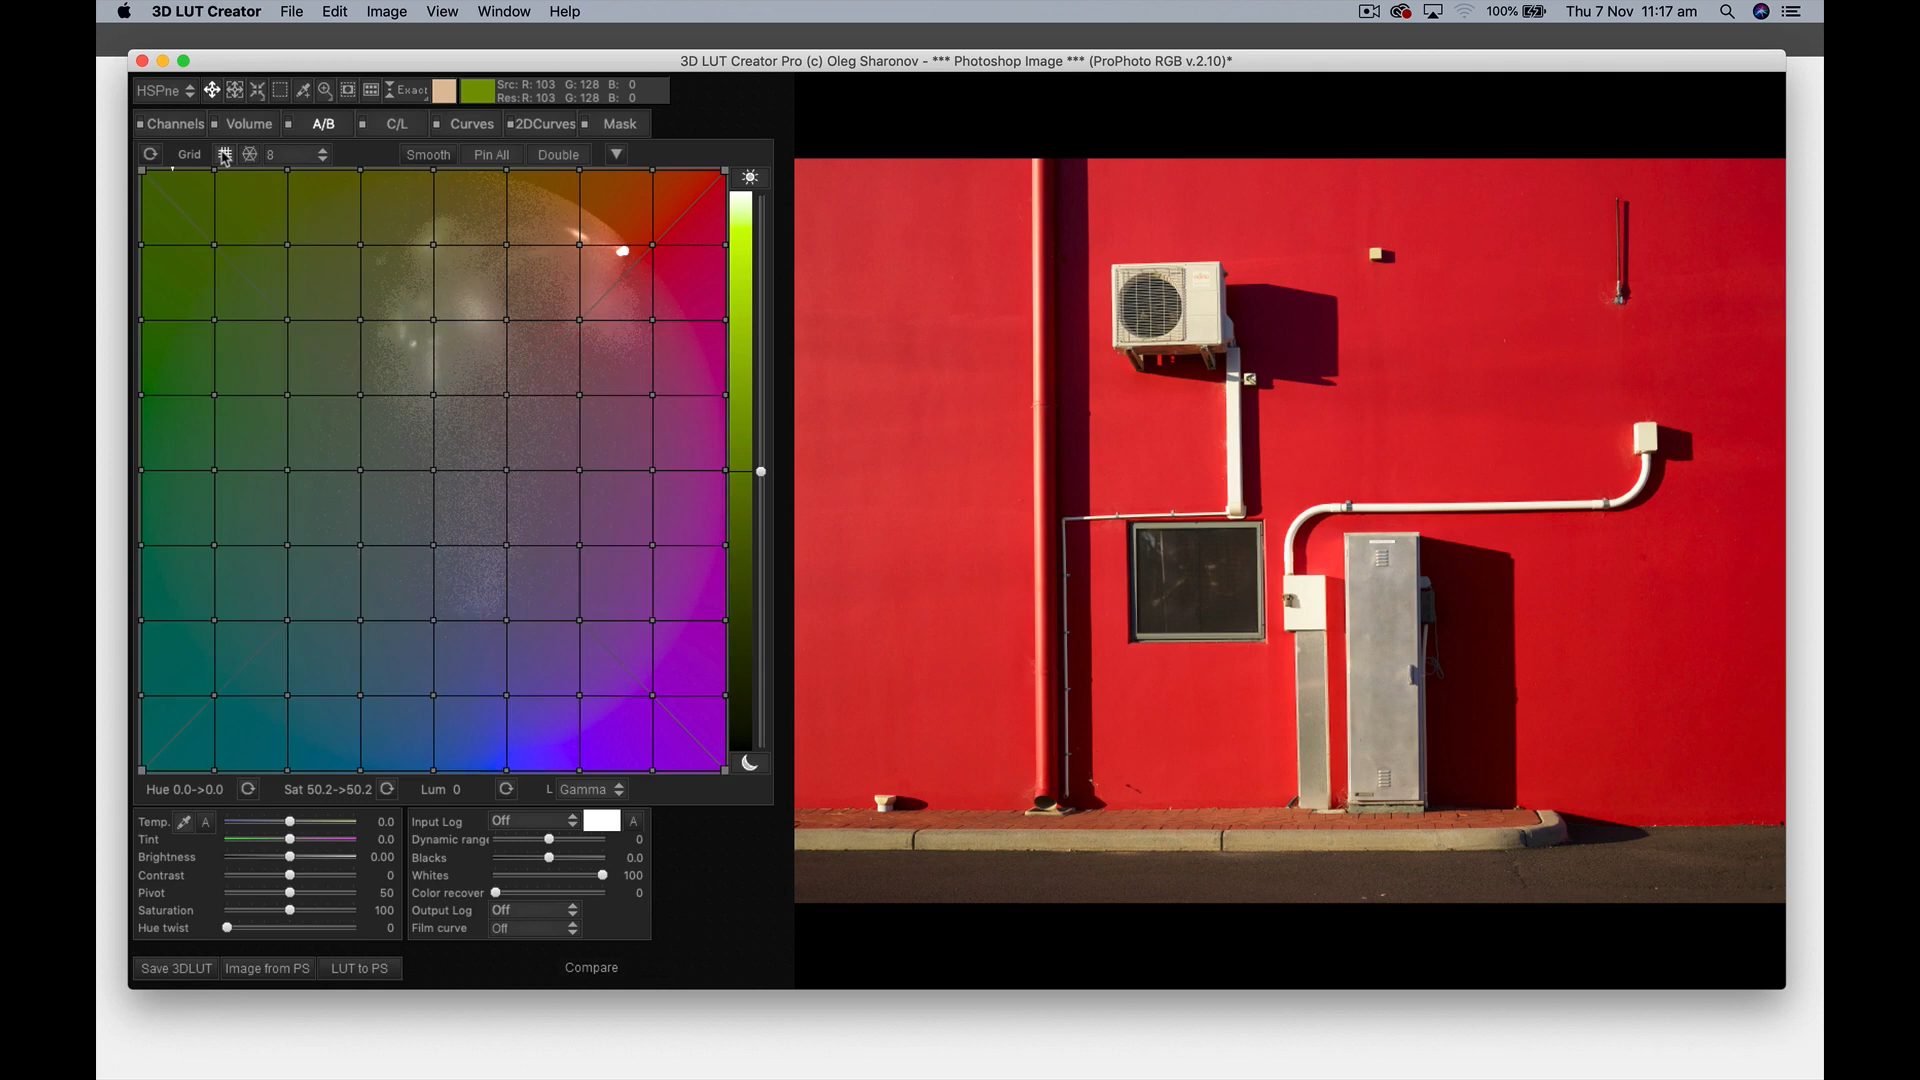 3D LUT Creator File Edit Image View Window Help 100% Thu 7 Nov 11:17 am
3D LUT Creator Pro (c) Oleg Sharonov - *** Photoshop Image *** (ProPhoto RGB v.2.10)*
HSPne Exact Src: R: 103 G: 128 B: 0
Res: R: 103 G: 128 B: 0
Channels Volume A/B C/L Curves 2DCurves Mask
Grid 8 Smooth Pin All Double
Hue 0.0->0.0 Sat 50.2->50.2 Lum 0 L Gamma
Temp. A 0.0
Tint 0.0
Brightness 0.00
Contrast 0
Pivot 50
Saturation 100
Hue twist 0
Input Log Off A
Dynamic range 0
Blacks 0.0
Whites 100
Color recover 0
Output Log Off
Film curve Off
Save 3DLUT Image from PS LUT to PS Compare